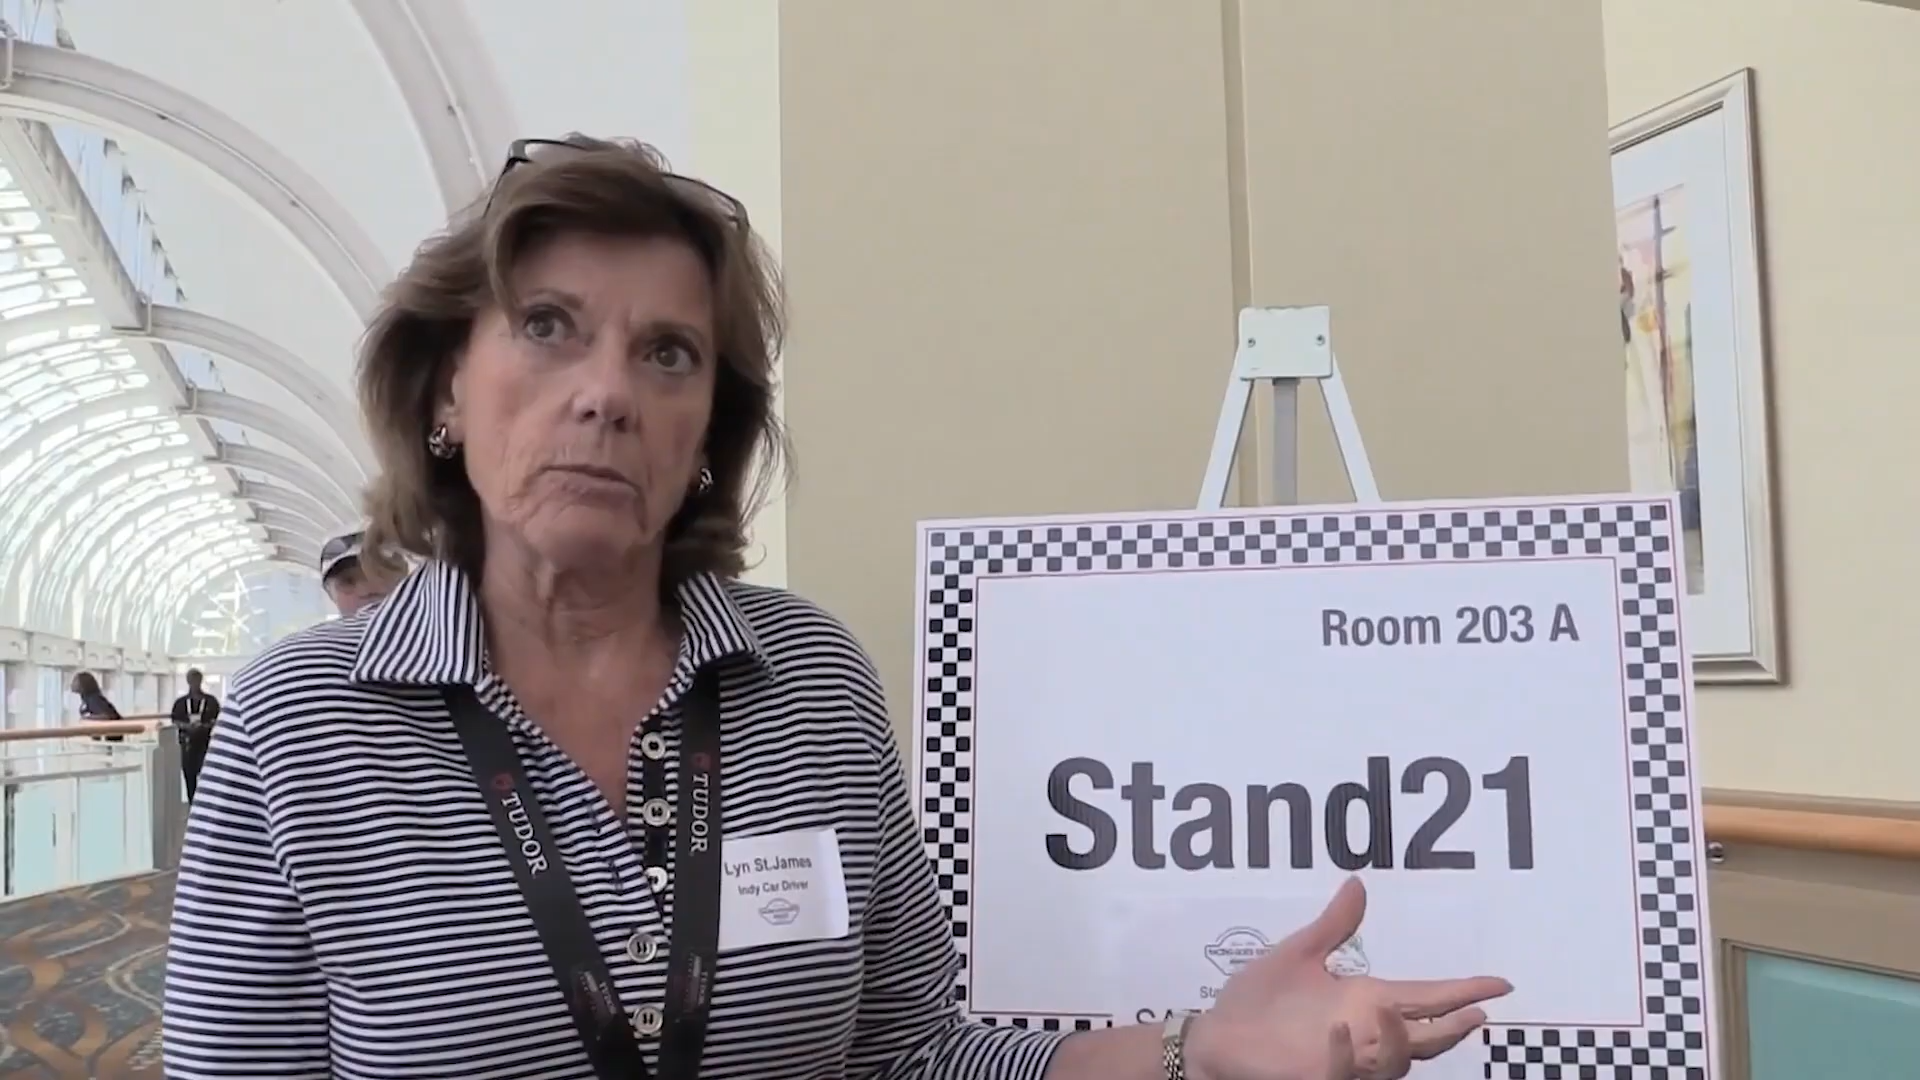 Room 203 A
Stand21
TUDOR
TUDOR
Lyn St.James
Indy Car Driver